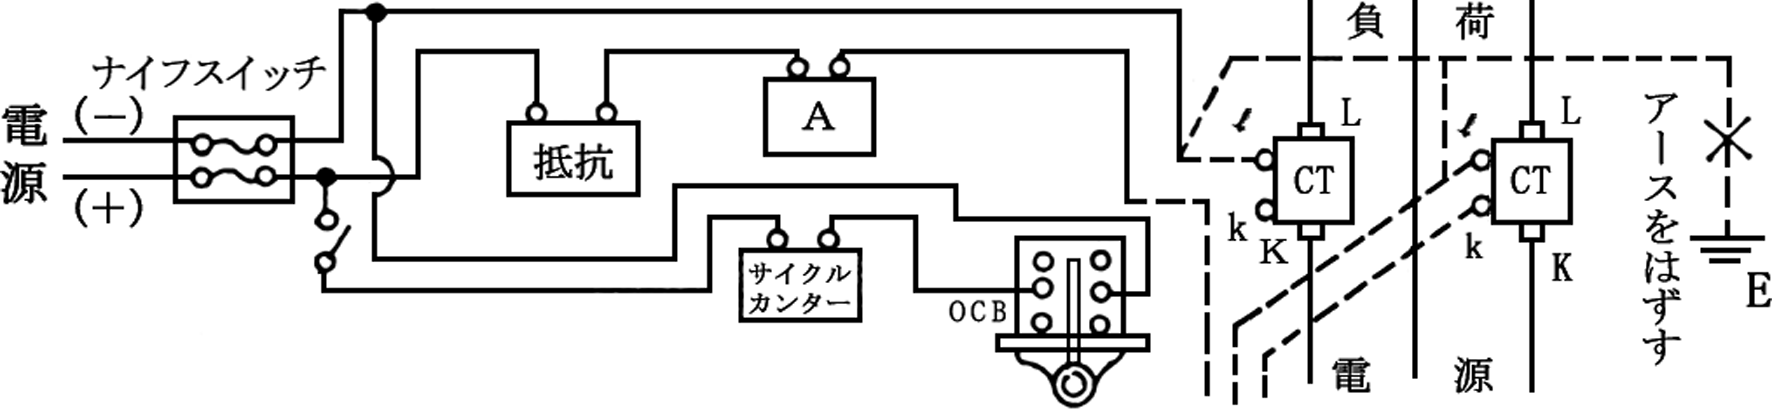 負荷
ナイフスイッチ
電源
(−)
(+)
抵抗
A
サイクル
カンター
OCB
l
L
CT
k
K
l
L
CT
k
K
アースをはずす
E
電源